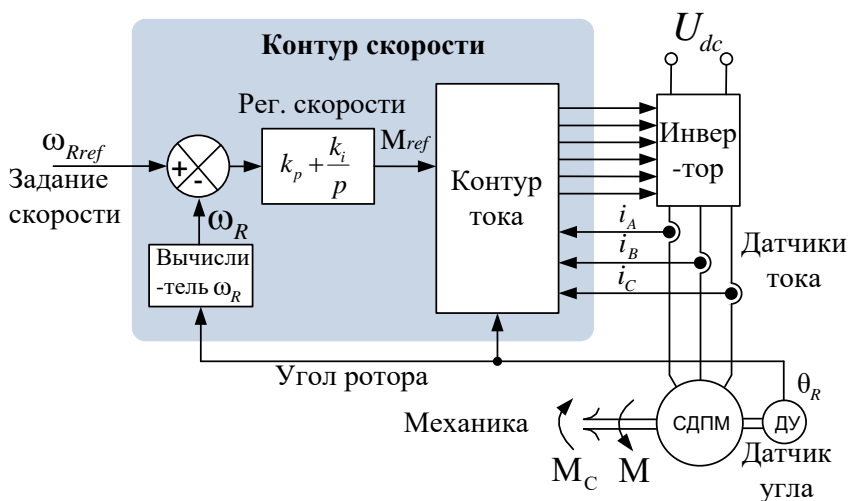 Контур скорости
U_dc
Рег. скорости
ω_Rref
Задание
скорости
+
-
k_p + k_i/p
M_ref
Контур
тока
Инвер
-тор
ω_R
Вычисли
-тель ω_R
i_A
i_B
i_C
Датчики
тока
Угол ротора
θ_R
Механика
СДПМ
ДУ
M_C
M
Датчик
угла